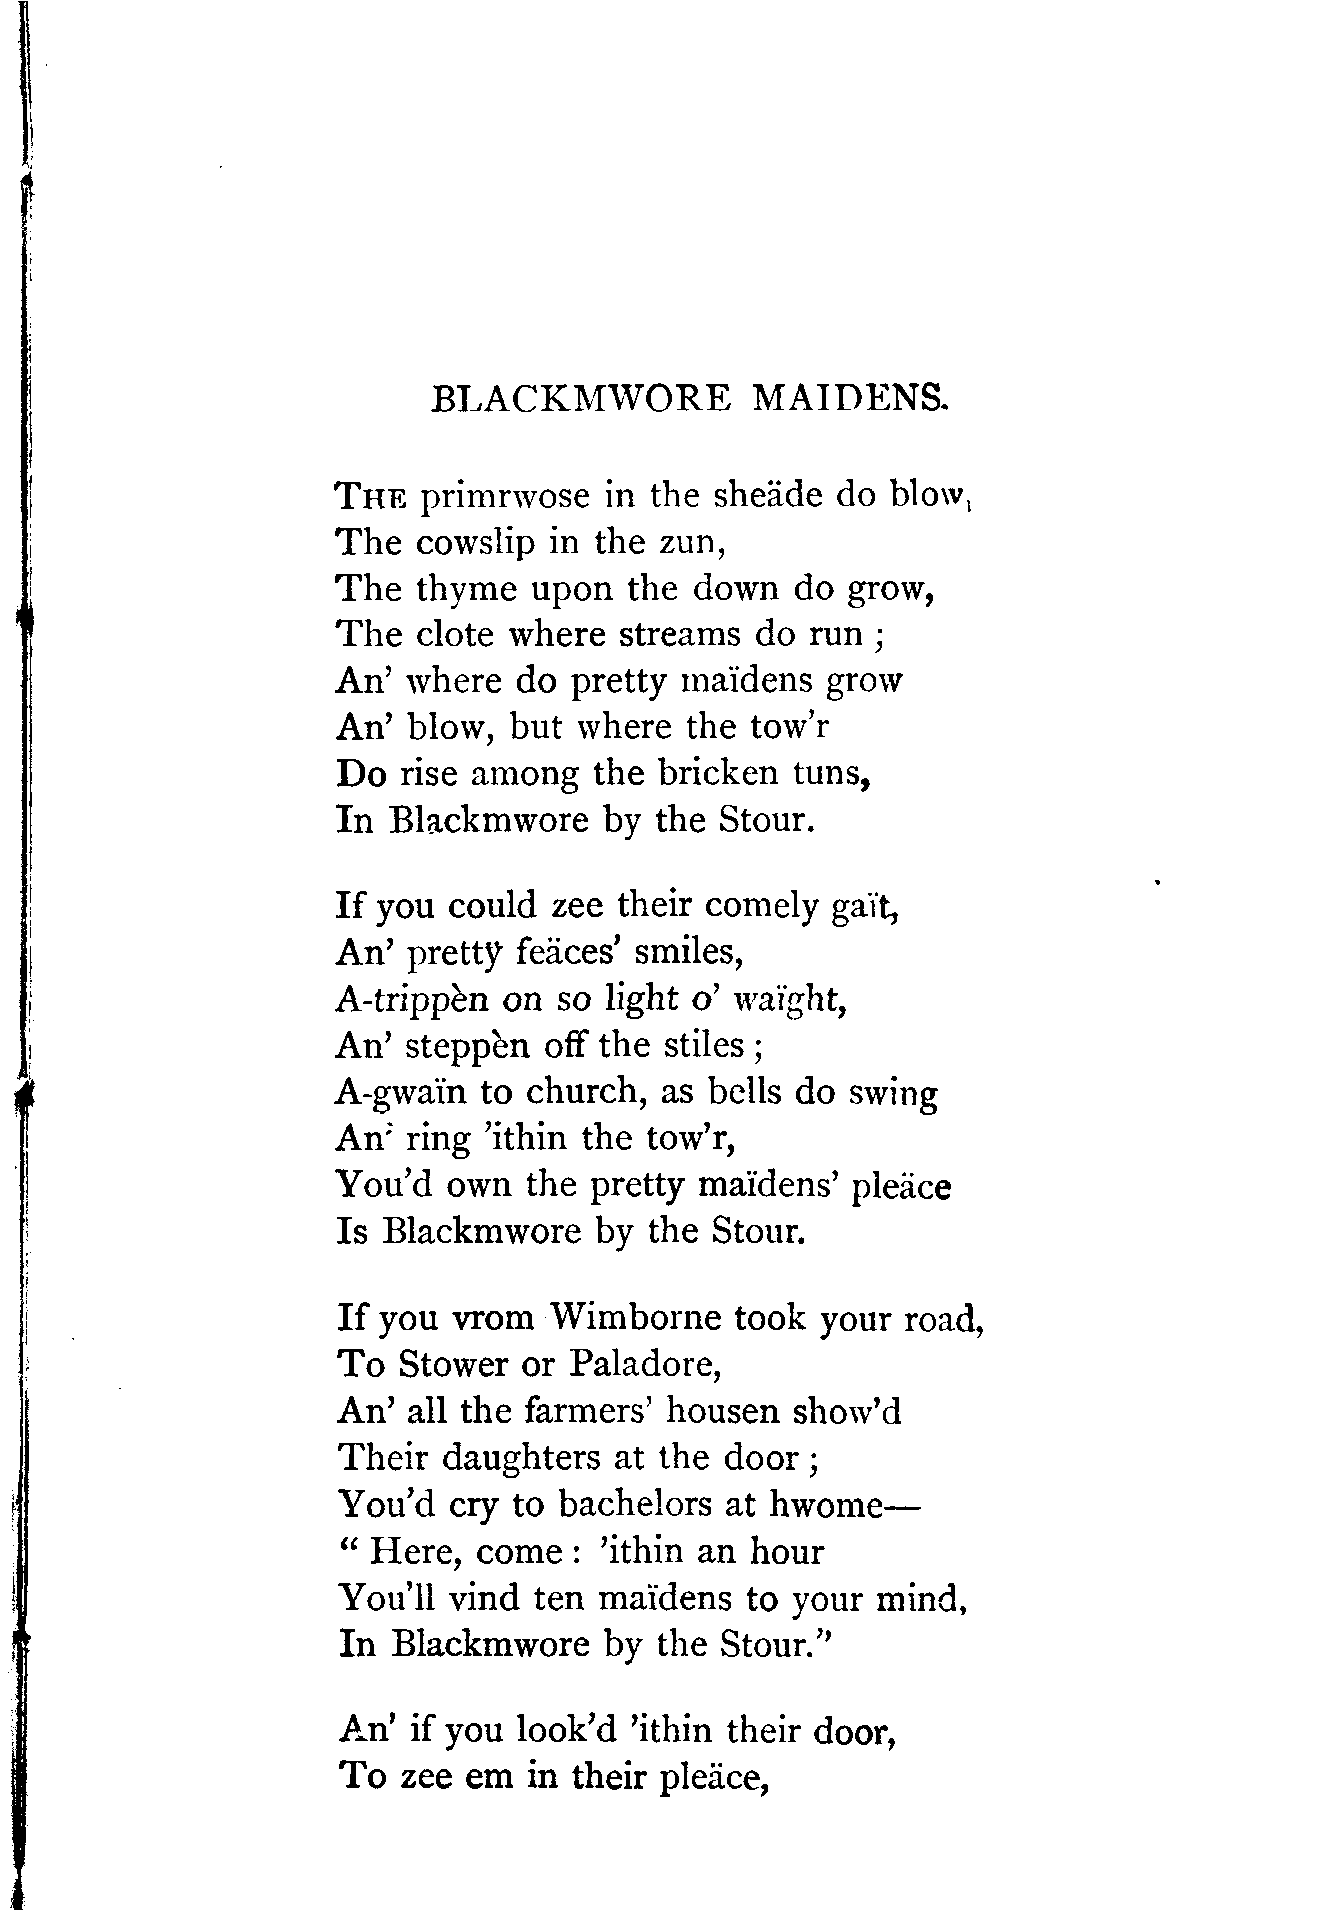 BLACKMWORE MAIDENS.
THE primrwose in the sheäde do blow,
The cowslip in the zun,
The thyme upon the down do grow,
The clote where streams do run ;
An’ where do pretty maïdens grow
An’ blow, but where the tow’r
Do rise among the bricken tuns,
In Blackmwore by the Stour.
If you could zee their comely gaït,
An’ pretty feäces’ smiles,
A-trippèn on so light o’ waïght,
An’ steppèn off the stiles ;
A-gwaïn to church, as bells do swing
An’ ring ’ithin the tow’r,
You’d own the pretty maïdens’ pleäce
Is Blackmwore by the Stour.
If you vrom Wimborne took your road,
To Stower or Paladore,
An’ all the farmers’ housen show’d
Their daughters at the door ;
You’d cry to bachelors at hwome—
“ Here, come : ’ithin an hour
You’ll vind ten maïdens to your mind,
In Blackmwore by the Stour.”
An’ if you look’d ’ithin their door,
To zee em in their pleäce,